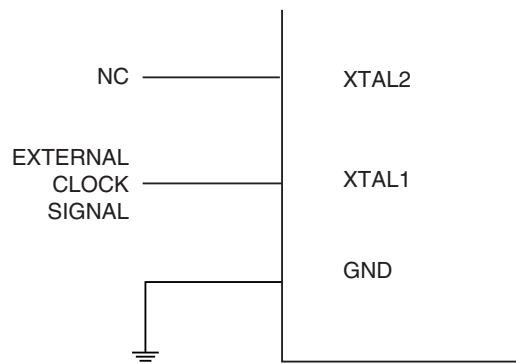 NC
XTAL2
EXTERNAL
CLOCK
SIGNAL
XTAL1
GND